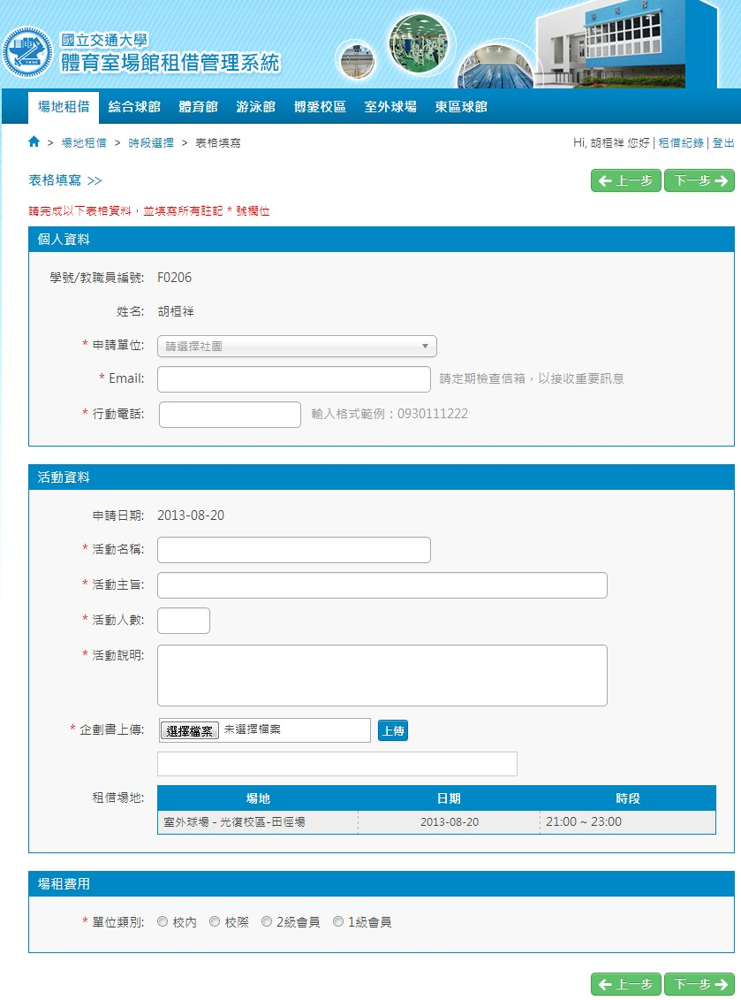 國立交通大學
體育室場館租借管理系統
場地租借 綜合球館 體育館 游泳館 博愛校區 室外球場 東區球館
> 場地租借 > 時段選擇 > 表格填寫
Hi, 胡桓祥 您好 | 租借紀錄 | 登出
表格填寫 >>
上一步 下一步
請完成以下表格資料，並填寫所有註記 * 號欄位
個人資料
學號/教職員編號: F0206
姓名: 胡桓祥
* 申請單位: 請選擇社團
* Email: 請定期檢查信箱，以接收重要訊息
* 行動電話: 輸入格式範例：0930111222
活動資料
申請日期: 2013-08-20
* 活動名稱:
* 活動主旨:
* 活動人數:
* 活動說明:
* 企劃書上傳: 選擇檔案 未選擇檔案 上傳
租借場地: 場地 日期 時段
室外球場 - 光復校區-田徑場 2013-08-20 21:00 ~ 23:00
場租費用
* 單位類別: 校內 校際 2級會員 1級會員
上一步 下一步